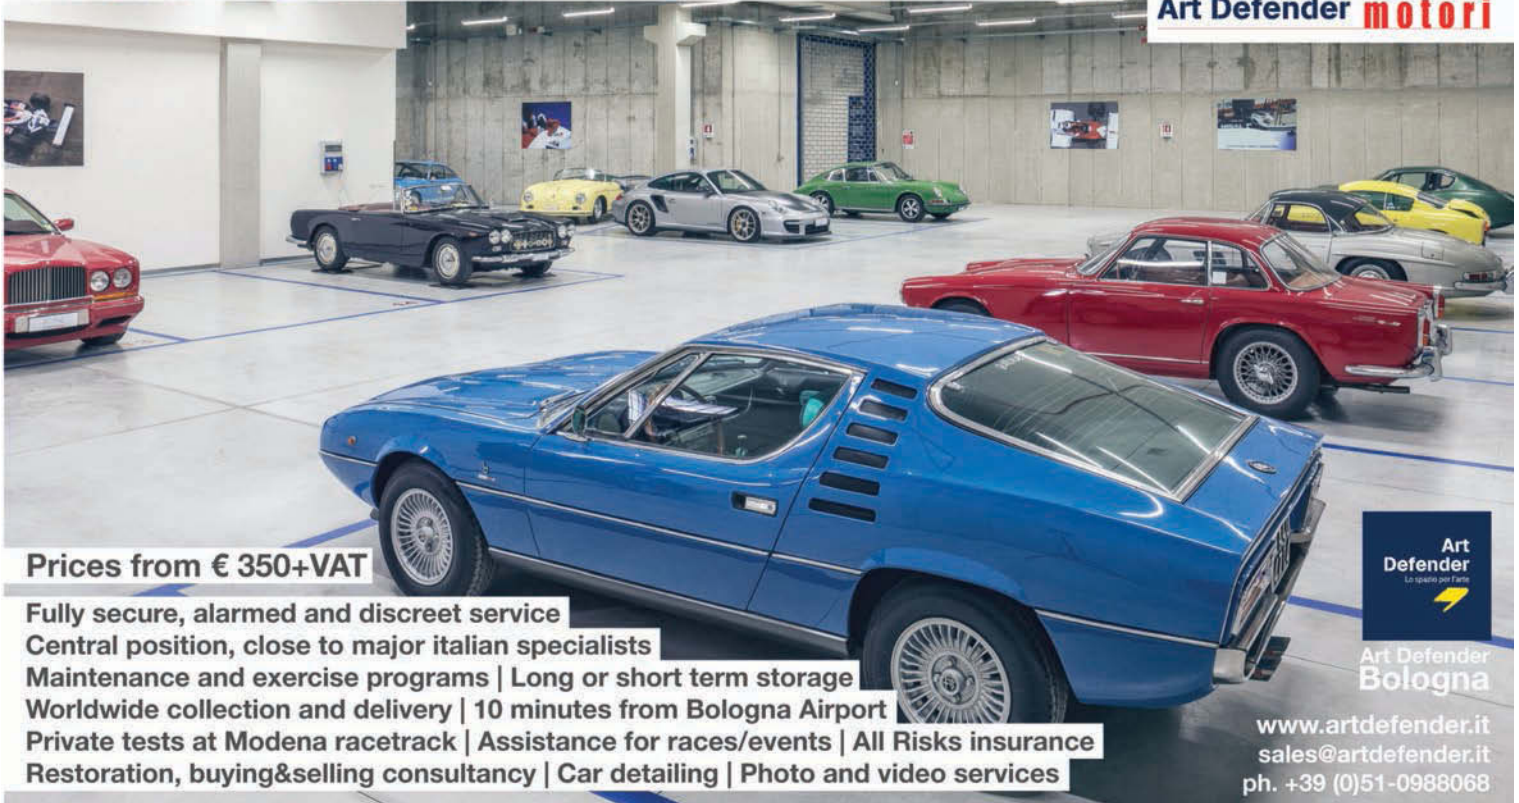 Art Defender motori
Prices from € 350+VAT
Fully secure, alarmed and discreet service
Central position, close to major italian specialists
Maintenance and exercise programs | Long or short term storage
Worldwide collection and delivery | 10 minutes from Bologna Airport
Private tests at Modena racetrack | Assistance for races/events | All Risks insurance
Restoration, buying&selling consultancy | Car detailing | Photo and video services
Art
Defender
Lo spazio per l'arte
Art Defender
Bologna
www.artdefender.it
sales@artdefender.it
ph. +39 (0)51-0988068